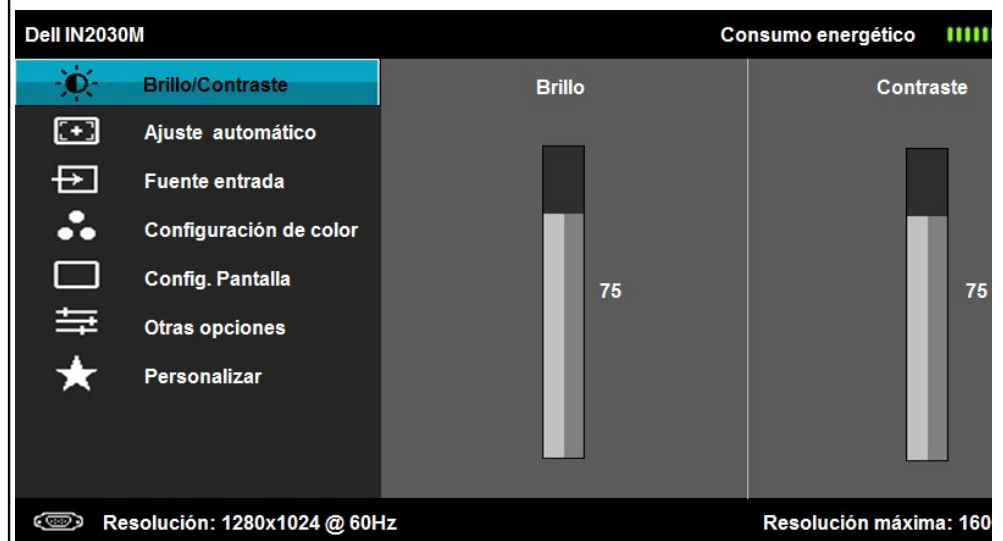 Dell IN2030M Consumo energético
Brillo/Contraste Brillo Contraste
Ajuste automático
Fuente entrada
Configuración de color
Config. Pantalla 75 75
Otras opciones
Personalizar
Resolución: 1280x1024 @ 60Hz Resolución máxima: 160